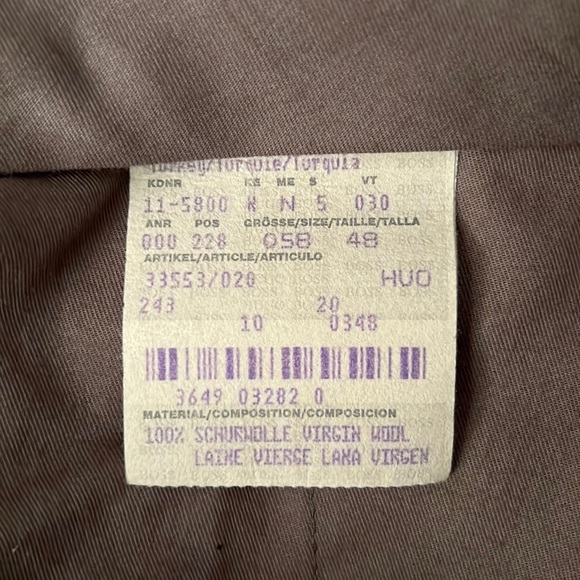 Turkey/Turquie/Turquia
KDNR KE ME S VT
11-5800 R N S 030
ANR POS GRÖSSE/SIZE/TAILLE/TALLA
000 228 058 48
ARTIKEL/ARTICLE/ARTICULO
33553/020 HUO
243 20
10 0348
3649 03282 0
MATERIAL/COMPOSITION/COMPOSICION
100% SCHURWOLLE VIRGIN WOOL
LAINE VIERGE LANA VIRGEN